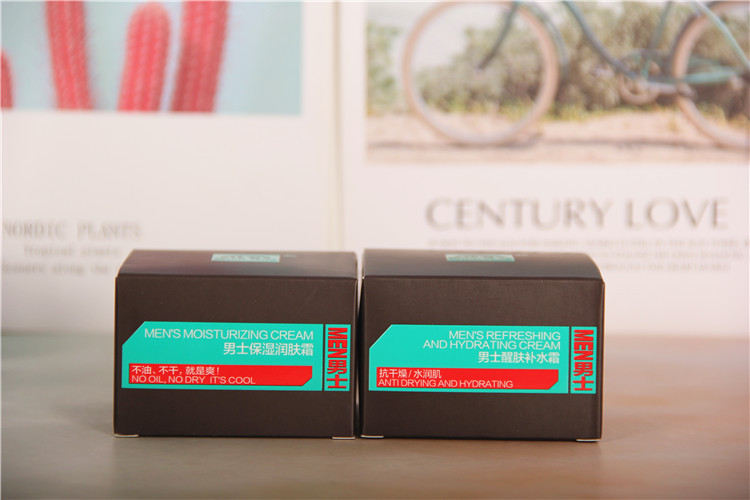 NORDIC PLANTS
Tropical plants
CENTURY LOVE
MEN'S MOISTURIZING CREAM
男士保湿润肤霜
不油、不干，就是爽！
NO OIL, NO DRY IT'S COOL
MEN男士
MEN'S REFRESHING
AND HYDRATING CREAM
男士醒肤补水霜
抗干燥/水润肌
ANTI DRYING AND HYDRATING
MEN男士